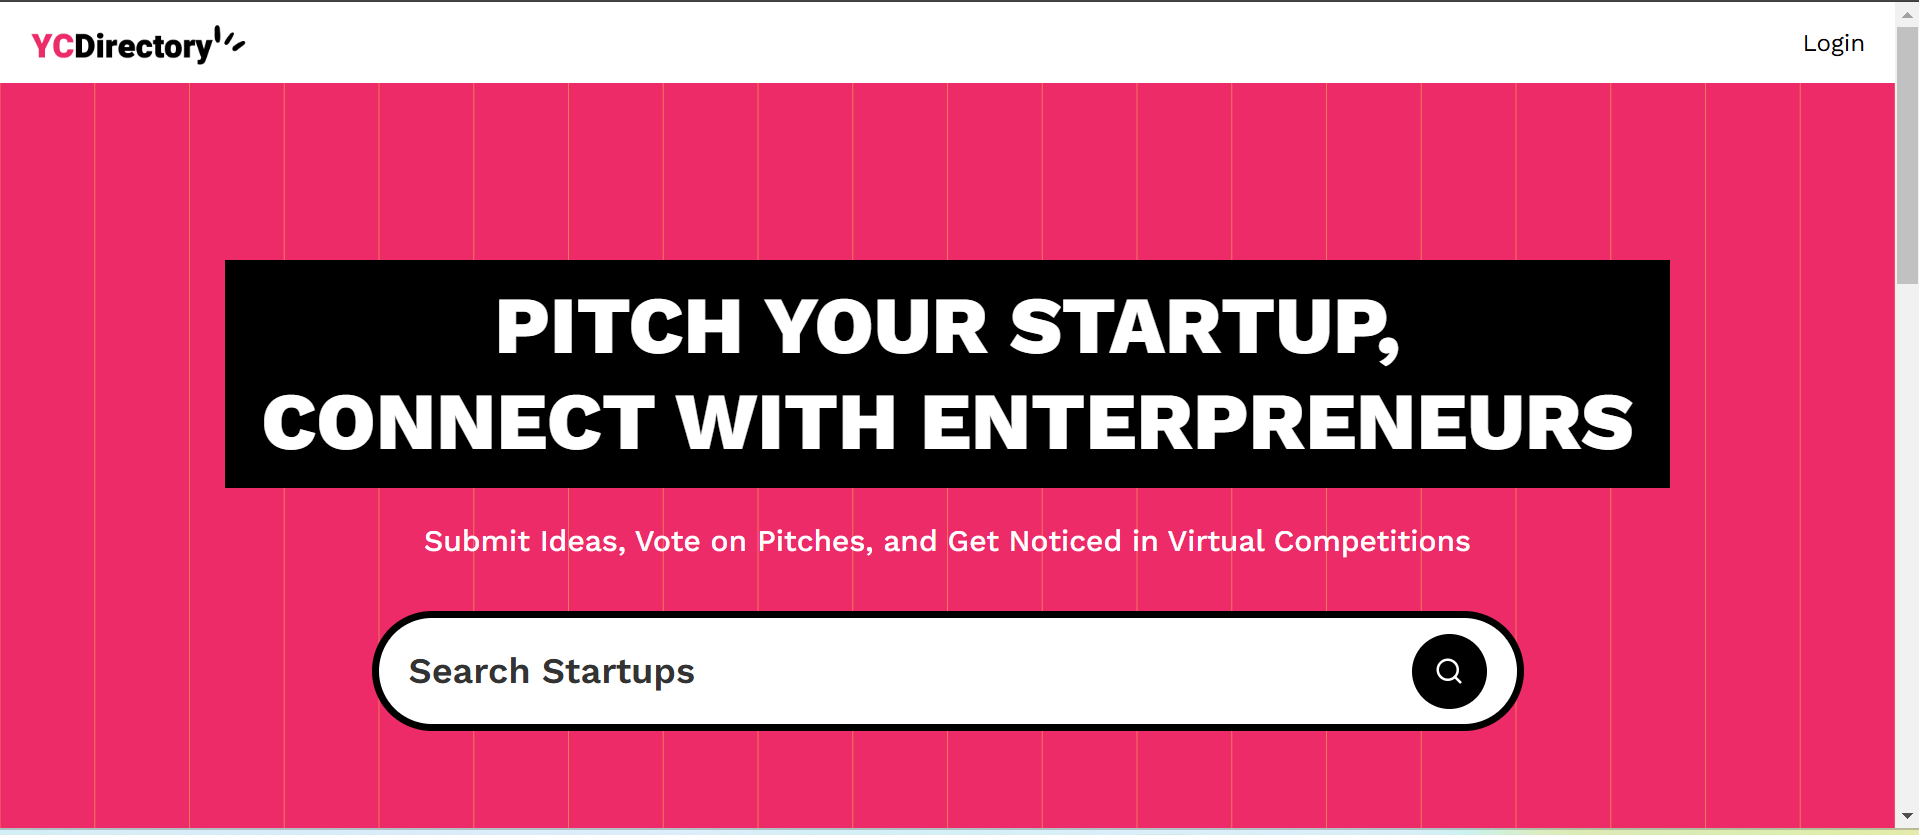 YCDirectory
Login
PITCH YOUR STARTUP,
CONNECT WITH ENTERPRENEURS
Submit Ideas, Vote on Pitches, and Get Noticed in Virtual Competitions
Search Startups